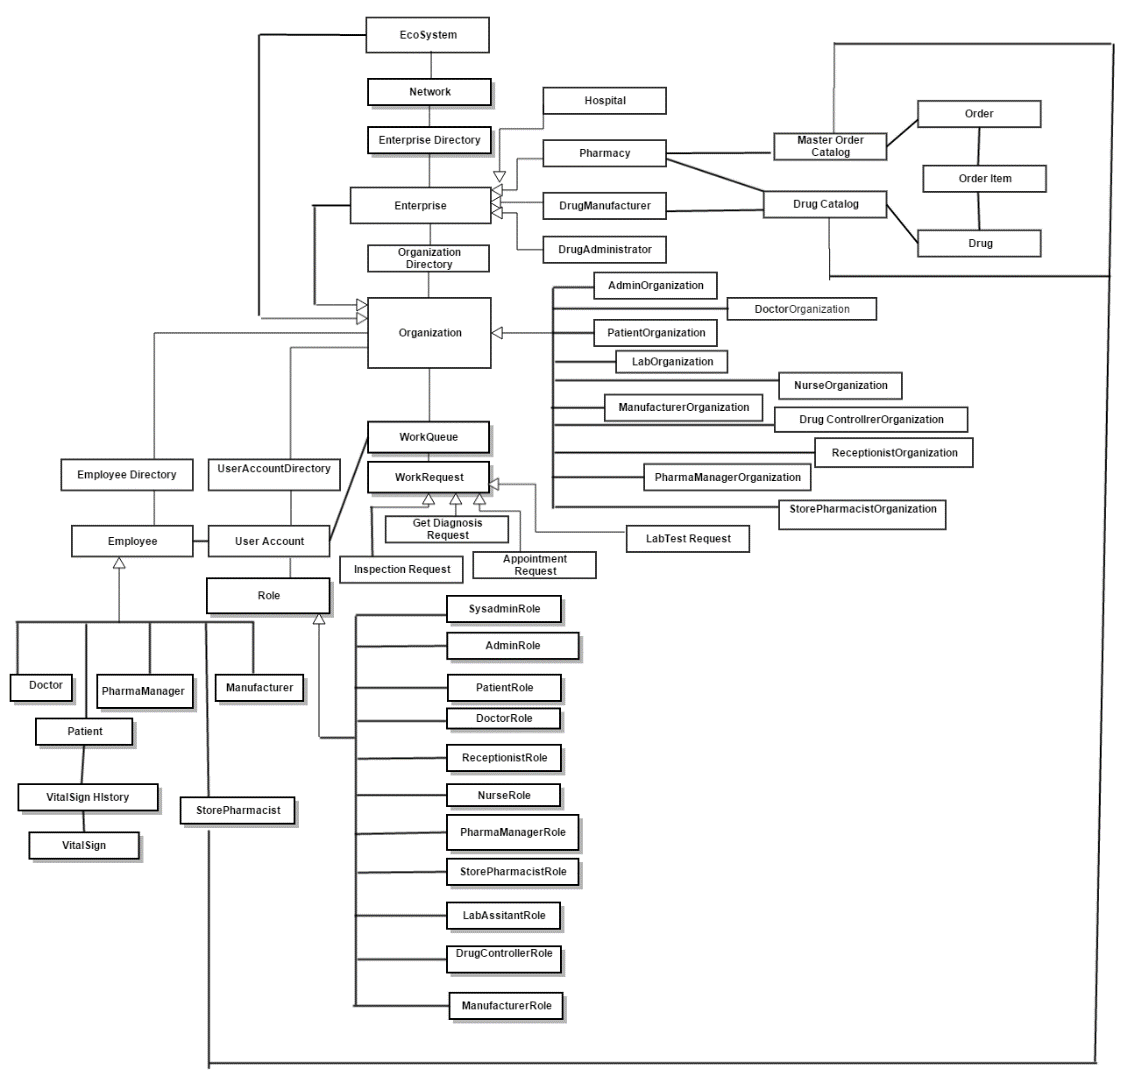 EcoSystem
Network
Hospital
Order
Enterprise Directory
Pharmacy
Master Order
Catalog
Order Item
Enterprise
DrugManufacturer
Drug Catalog
Drug
DrugAdministrator
Organization
Directory
AdminOrganization
DoctorOrganization
Organization
PatientOrganization
LabOrganization
NurseOrganization
ManufacturerOrganization
Drug ControllrerOrganization
WorkQueue
ReceptionistOrganization
Employee Directory
UserAccountDirectory
WorkRequest
PharmaManagerOrganization
StorePharmacistOrganization
Get Diagnosis
Request
Employee
User Account
LabTest Request
Inspection Request
Appointment
Request
Role
SysadminRole
AdminRole
Doctor
PharmaManager
Manufacturer
PatientRole
DoctorRole
Patient
ReceptionistRole
VitalSign HIstory
NurseRole
StorePharmacist
PharmaManagerRole
VitalSign
StorePharmacistRole
LabAssitantRole
DrugControllerRole
ManufacturerRole